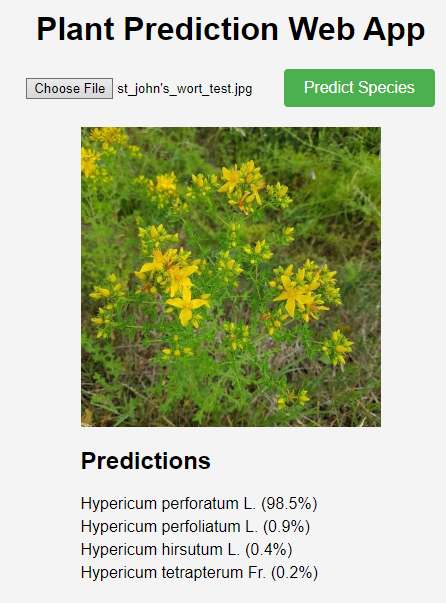 Plant Prediction Web App
Choose File st_john's_wort_test.jpg Predict Species
Predictions
Hypericum perforatum L. (98.5%)
Hypericum perfoliatum L. (0.9%)
Hypericum hirsutum L. (0.4%)
Hypericum tetrapterum Fr. (0.2%)